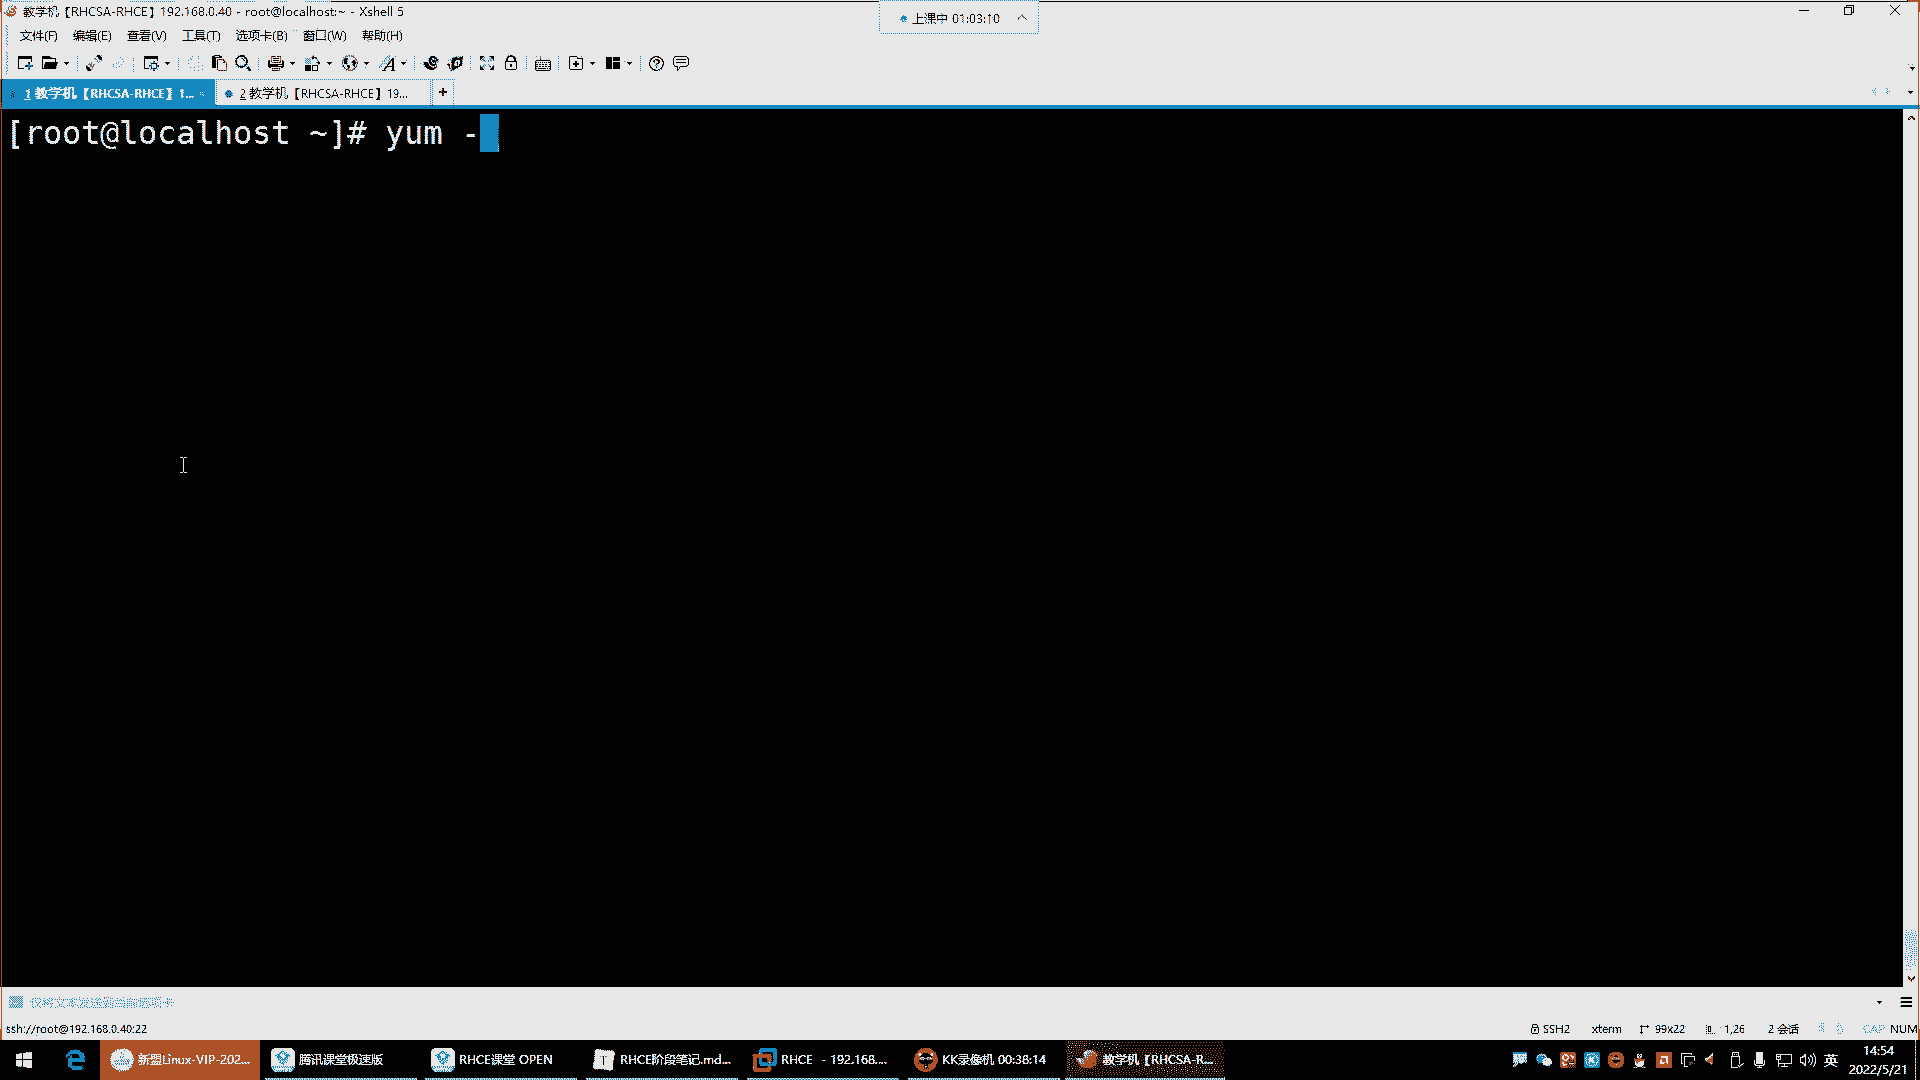 教学机【RHCSA-RHCE】192.168.0.40 - root@localhost:~ - Xshell 5
上课中 01:03:10
文件(F) 编辑(E) 查看(V) 工具(T) 选项卡(B) 窗口(W) 帮助(H)
1 教学机【RHCSA-RHCE】1... 2 教学机【RHCSA-RHCE】19... +
[root@localhost ~]# yum -
仅将文本发送到当前选项卡
ssh://root@192.168.0.40:22 SSH2 xterm 99x22 1,26 2 会话 CAP NUM
新盟Linux-VIP-202... 腾讯课堂极速版 RHCE课堂 OPEN RHCE阶段笔记.md... RHCE - 192.168.... KK录像机 00:38:14 教学机【RHCSA-R... 英 14:54
2022/5/21